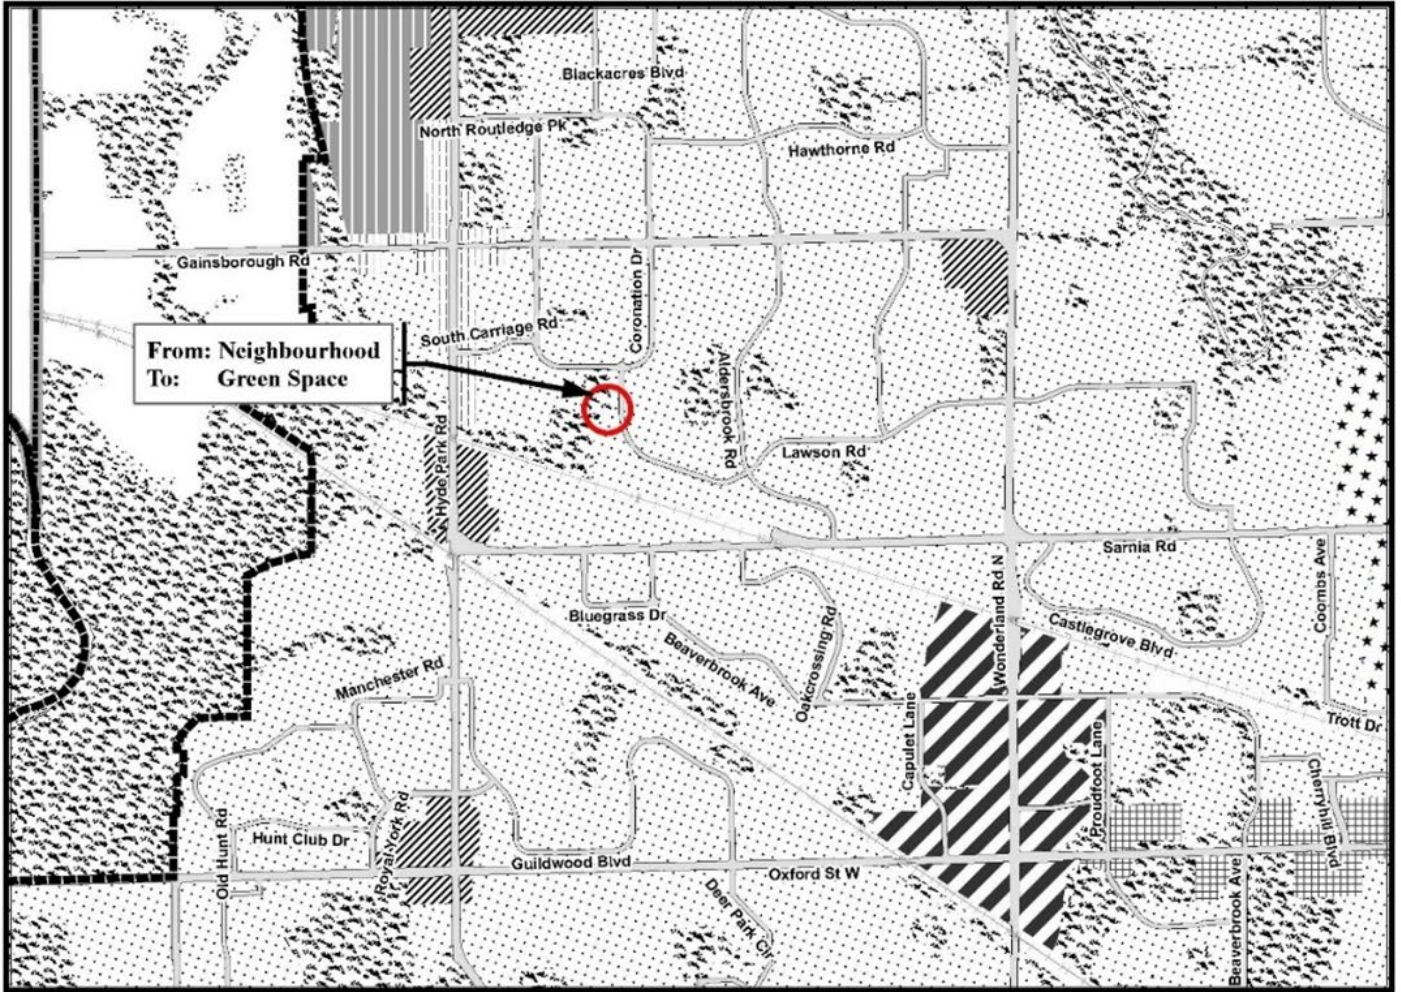 Blackacres Blvd
North Routledge Pk
Hawthorne Rd
Gainsborough Rd
Coronation Dr
South Carriage Rd
From: Neighbourhood
To: Green Space
Aldersbrook Rd
Hyde Park Rd
Lawson Rd
Sarnia Rd
Coombs Ave
Wonderland Rd N
Bluegrass Dr
Castlegrove Blvd
Beaverbrook Ave
Oakcrossing Rd
Manchester Rd
Capulet Lane
Trott Dr
Proudfoot Lane
Cherryhill Blvd
Old Hunt Rd
Hunt Club Dr
Royal York Rd
Guildwood Blvd
Oxford St W
Deer Park Cir
Beaverbrook Ave